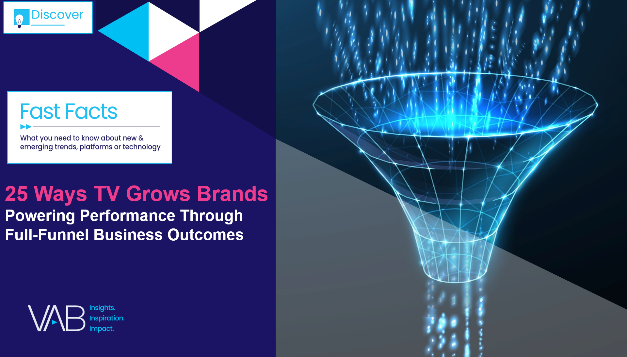 Discover
Fast Facts
What you need to know about new &
emerging trends, platforms or technology
25 Ways TV Grows Brands
Powering Performance Through
Full-Funnel Business Outcomes
VAB
Insights.
Inspiration.
Impact.